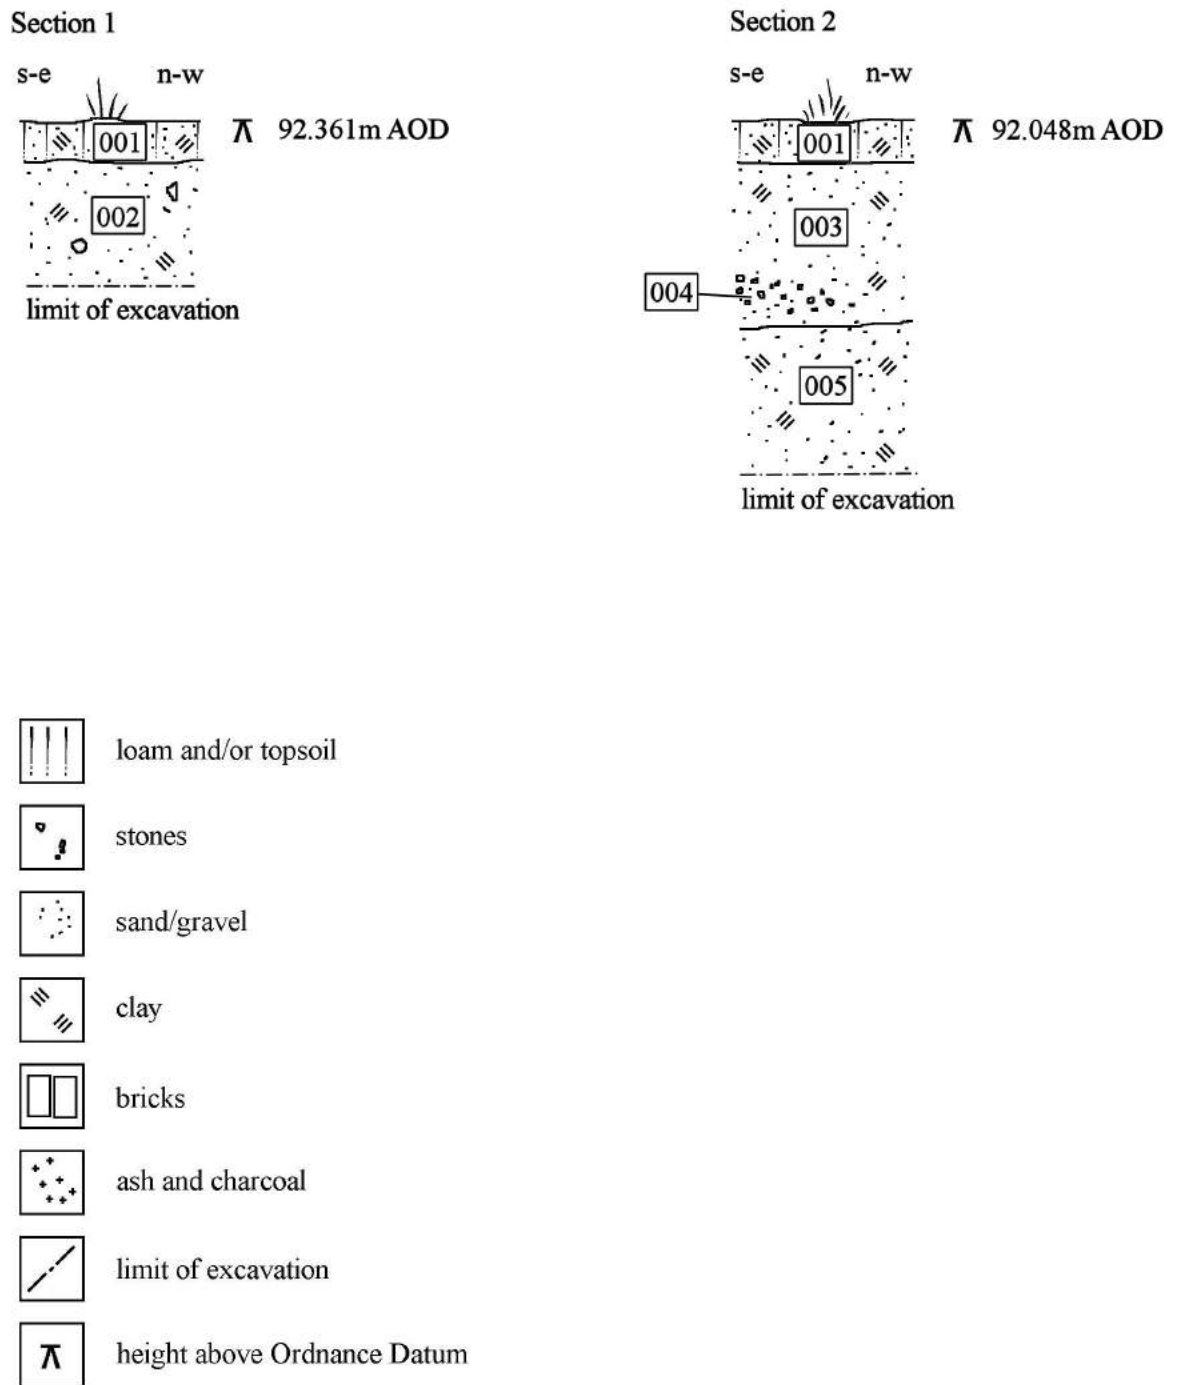 Section 1
s-e n-w
92.361m AOD
001
002
limit of excavation
Section 2
s-e n-w
92.048m AOD
001
003
004
005
limit of excavation
loam and/or topsoil
stones
sand/gravel
clay
bricks
ash and charcoal
limit of excavation
height above Ordnance Datum